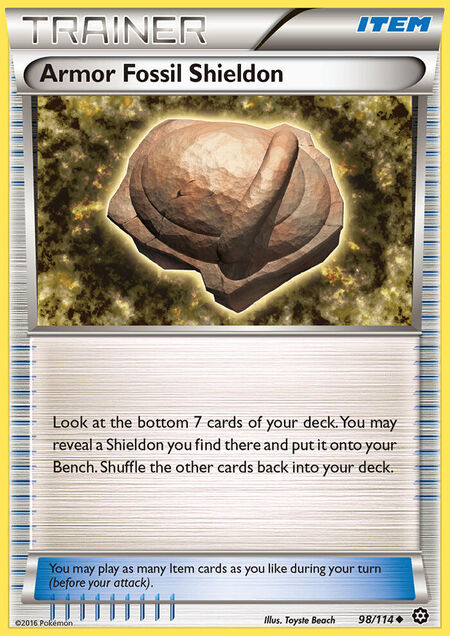 TRAINER
ITEM
Armor Fossil Shieldon
Look at the bottom 7 cards of your deck. You may
reveal a Shieldon you find there and put it onto your
Bench. Shuffle the other cards back into your deck.
You may play as many Item cards as you like during your turn
(before your attack).
©2016 Pokémon
Illus. Toyste Beach
98/114